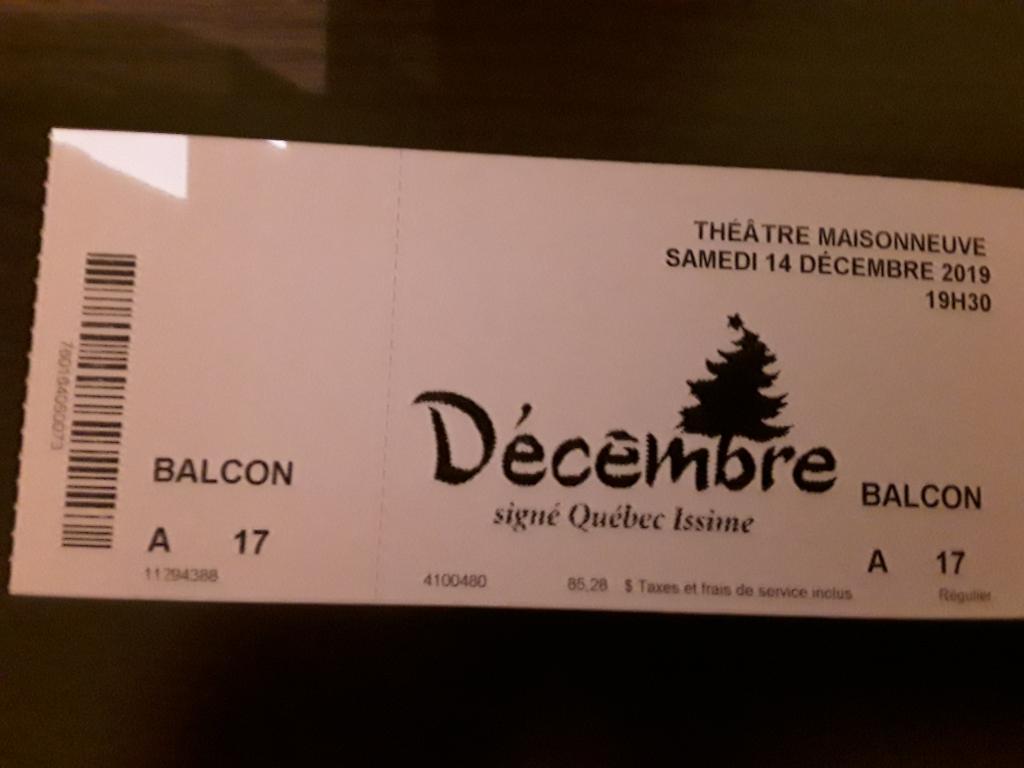 THÉÂTRE MAISONNEUVE
SAMEDI 14 DÉCEMBRE 2019
19H30
Décembre
signé Québec Issime
BALCON
A 17
11294388
BALCON
A 17
4100480
85,28 $ Taxes et frais de service inclus
Régulier